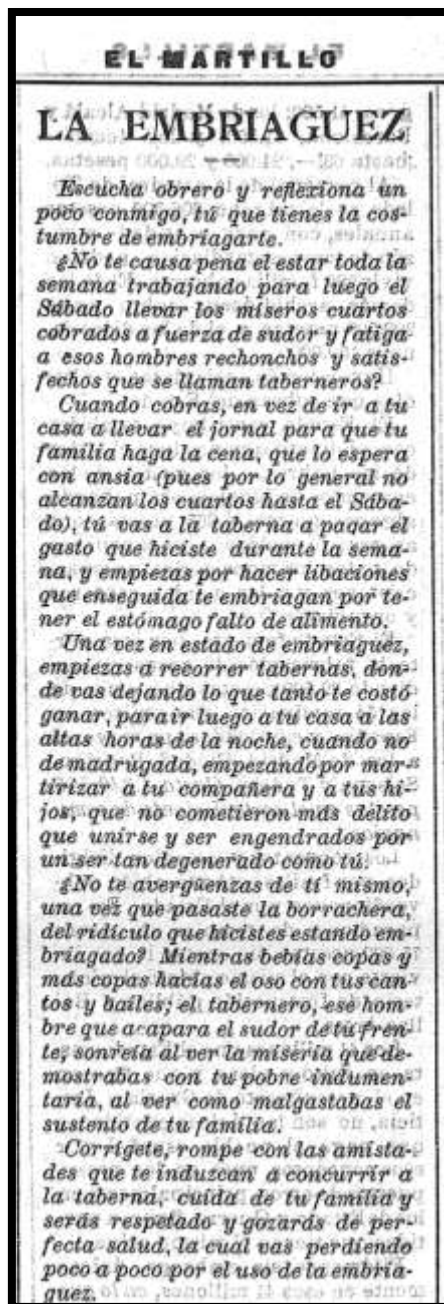 EL MARTILLO
LA EMBRIAGUEZ
Escucha obrero y reflexiona un
poco conmigo, tú que tienes la cos-
tumbre de embriagarte.
¿No te causa pena el estar toda la
semana trabajando para luego el
Sábado llevar los míseros cuartos
cobrados a fuerza de sudor y fatiga
a esos hombres rechonchos y satis-
fechos que se llaman taberneros?
Cuando cobras, en vez de ir a tu
casa a llevar el jornal para que tu
familia haga la cena, que lo espera
con ansia (pues por lo general no
alcanzan los cuartos hasta el Sába-
do), tú vas a la taberna a pagar el
gasto que hiciste durante la sema-
na, y empiezas por hacer libaciones
que enseguida te embriagan por te-
ner el estómago falto de alimento.
Una vez en estado de embriaguez,
empiezas a recorrer tabernas, don-
de vas dejando lo que tanto te costó
ganar, para ir luego a tu casa a las
altas horas de la noche, cuando no
de madrugada, empezando por mar-
tirizar a tu compañera y a tus hi-
jos, que no cometieron más delito
que unirse y ser engendrados por
un ser tan degenerado como tú.
¿No te avergüenzas de tí mismo,
una vez que pasaste la borrachera,
del ridículo que hicistes estando em-
briagado? Mientras bebías copas y
más copas hacías el oso con tus can-
tos y bailes; el tabernero, ese hom-
bre que acapara el sudor de tu fren-
te, sonreía al ver la miseria que de-
mostrabas con tu pobre indumen-
taria, al ver como malgastabas el
sustento de tu familia.
Corrígete, rompe con las amista-
des que te induzcan a concurrir a
la taberna, cuida de tu familia y
serás respetado y gozarás de per-
fecta salud, la cual vas perdiendo
poco a poco por el uso de la embria-
guez.